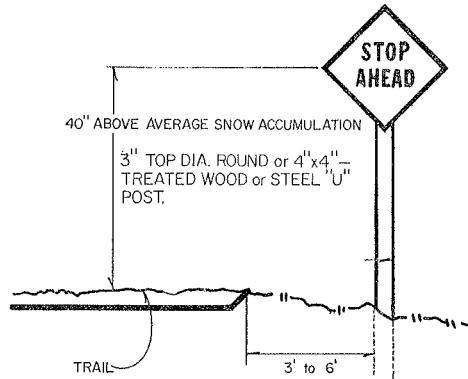 STOP
AHEAD
40" ABOVE AVERAGE SNOW ACCUMULATION
3" TOP DIA. ROUND or 4"x4"–
TREATED WOOD or STEEL "U"
POST.
TRAIL
3' to 6'